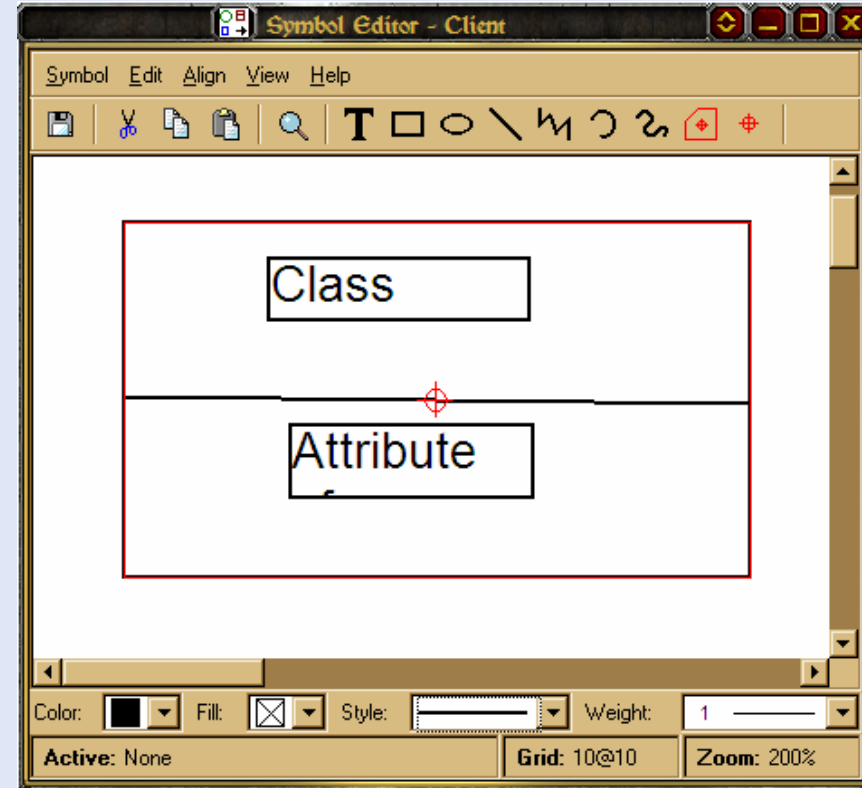 Symbol Editor - Client
Symbol Edit Align View Help
T
Class
Attribute
Color: Fill: Style: Weight: 1
Active: None Grid: 10@10 Zoom: 200%